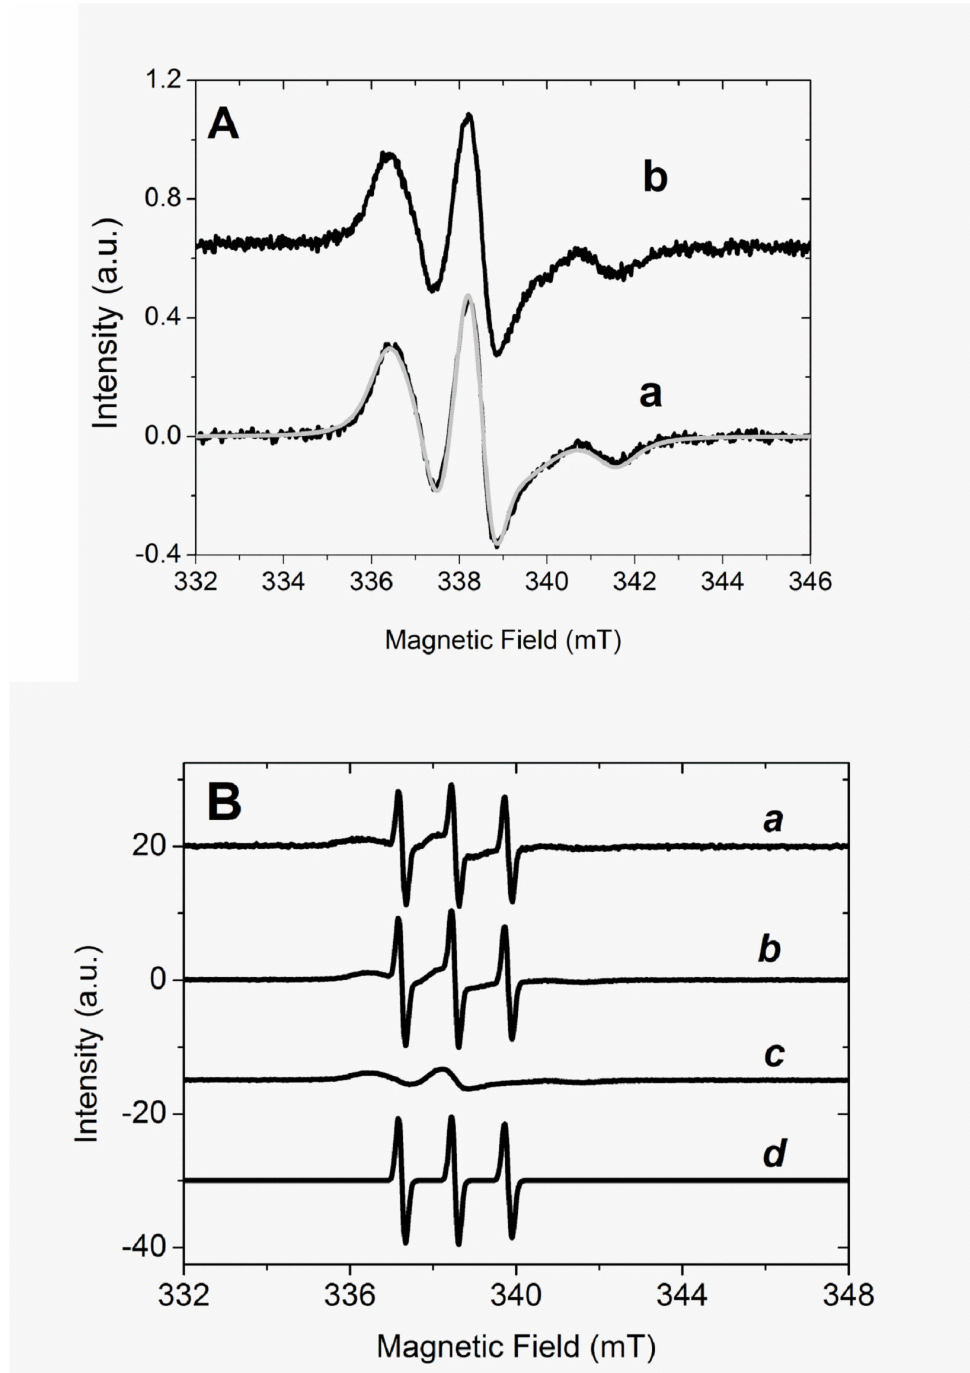 1.2
A
b
0.8
0.4
a
0.0
-0.4
Intensity (a.u.)
332 334 336 338 340 342 344 346
Magnetic Field (mT)
B
a
20
b
0
c
-20
d
-40
Intensity (a.u.)
332 336 340 344 348
Magnetic Field (mT)